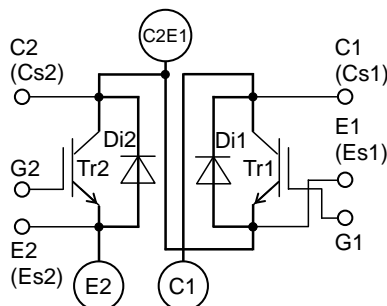 C2E1
C2
(Cs2)
C1
(Cs1)
Di2
Di1
E1
(Es1)
G2
Tr2
Tr1
E2
(Es2)
G1
E2
C1